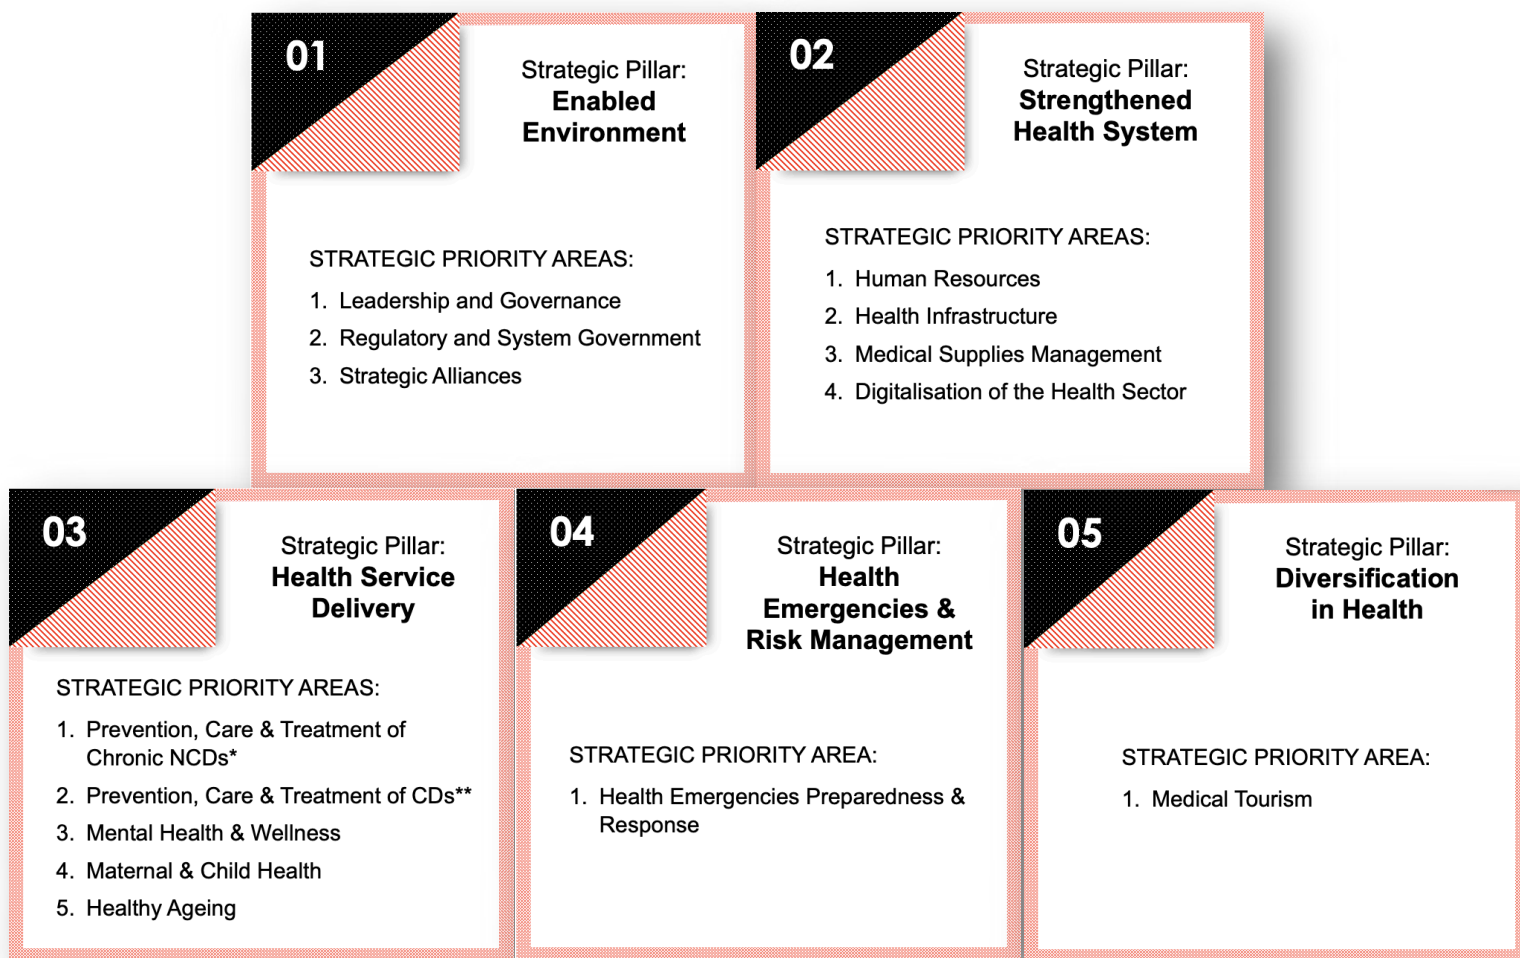 01
Strategic Pillar:
Enabled
Environment
STRATEGIC PRIORITY AREAS:
1. Leadership and Governance
2. Regulatory and System Government
3. Strategic Alliances
02
Strategic Pillar:
Strengthened
Health System
STRATEGIC PRIORITY AREAS:
1. Human Resources
2. Health Infrastructure
3. Medical Supplies Management
4. Digitalisation of the Health Sector
03
Strategic Pillar:
Health Service
Delivery
STRATEGIC PRIORITY AREAS:
1. Prevention, Care & Treatment of
Chronic NCDs*
2. Prevention, Care & Treatment of CDs**
3. Mental Health & Wellness
4. Maternal & Child Health
5. Healthy Ageing
04
Strategic Pillar:
Health
Emergencies &
Risk Management
STRATEGIC PRIORITY AREA:
1. Health Emergencies Preparedness &
Response
05
Strategic Pillar:
Diversification
in Health
STRATEGIC PRIORITY AREA:
1. Medical Tourism